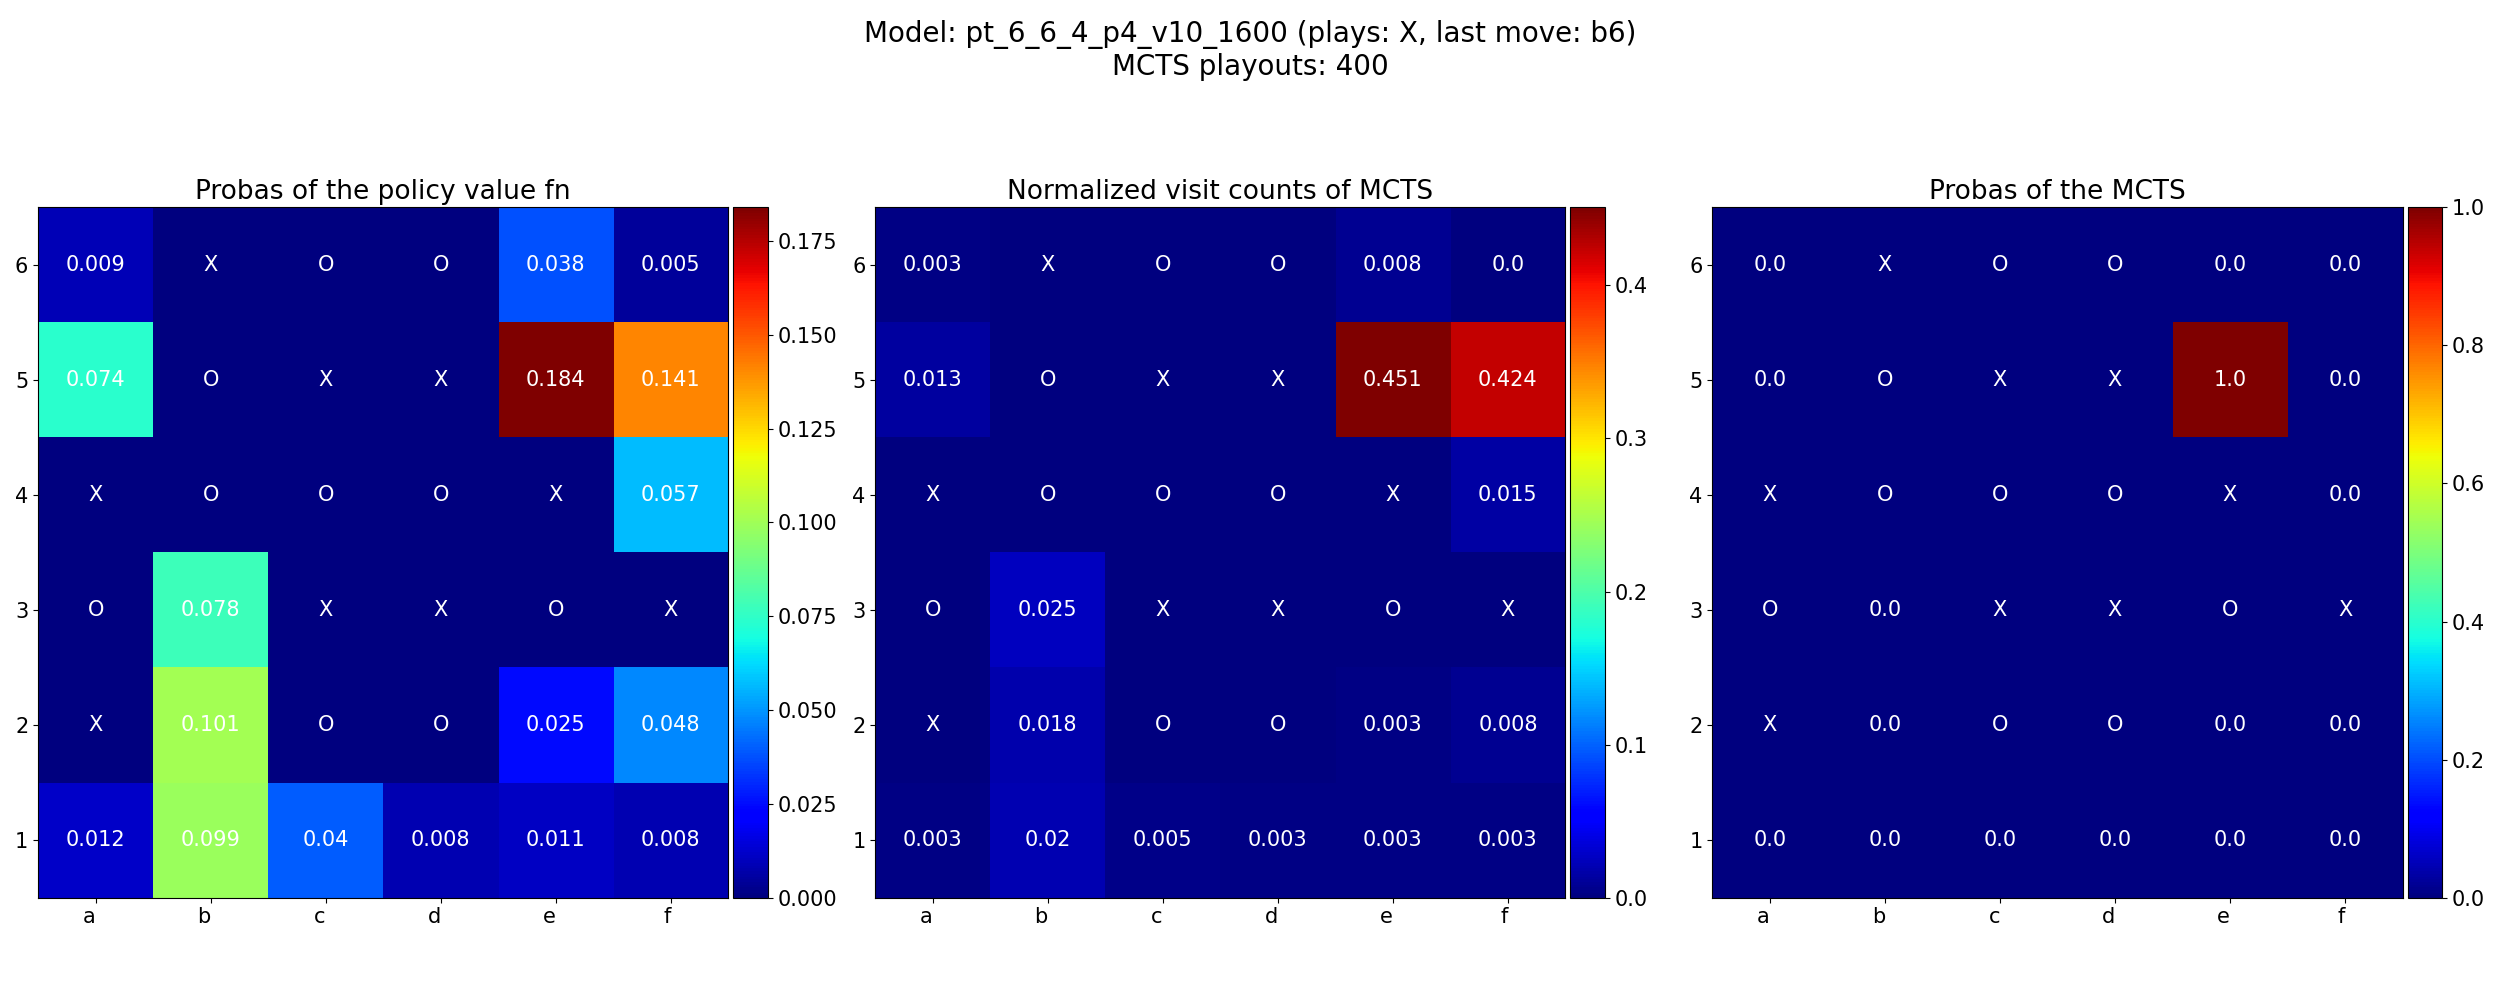 Model: pt_6_6_4_p4_v10_1600 (plays: X, last move: b6)
MCTS playouts: 400
Probas of the policy value fn
6 0.009 X O O 0.038 0.005
5 0.074 O X X 0.184 0.141
4 X O O O X 0.057
3 O 0.078 X X O X
2 X 0.101 O O 0.025 0.048
1 0.012 0.099 0.04 0.008 0.011 0.008
a b c d e f
0.175
0.150
0.125
0.100
0.075
0.050
0.025
0.000
Normalized visit counts of MCTS
6 0.003 X O O 0.008 0.0
5 0.013 O X X 0.451 0.424
4 X O O O X 0.015
3 O 0.025 X X O X
2 X 0.018 O O 0.003 0.008
1 0.003 0.02 0.005 0.003 0.003 0.003
a b c d e f
0.4
0.3
0.2
0.1
0.0
Probas of the MCTS
6 0.0 X O O 0.0 0.0
5 0.0 O X X 1.0 0.0
4 X O O O X 0.0
3 O 0.0 X X O X
2 X 0.0 O O 0.0 0.0
1 0.0 0.0 0.0 0.0 0.0 0.0
a b c d e f
1.0
0.8
0.6
0.4
0.2
0.0